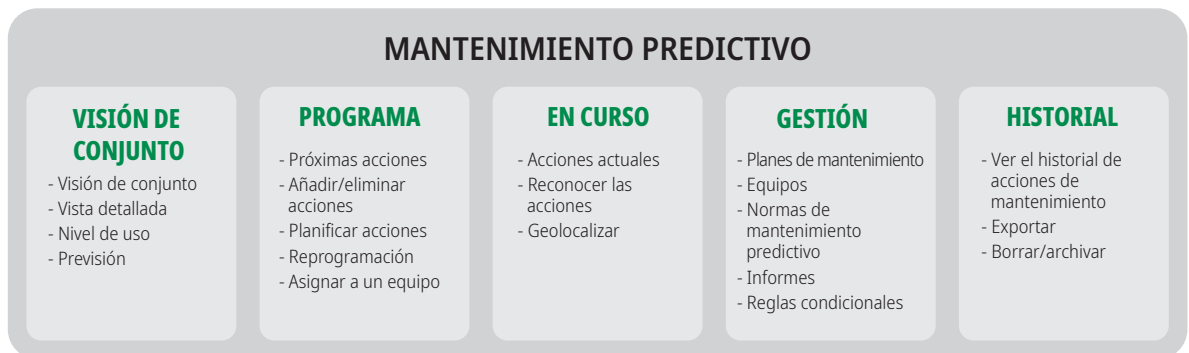 MANTENIMIENTO PREDICTIVO
VISIÓN DE
CONJUNTO
- Visión de conjunto
- Vista detallada
- Nivel de uso
- Previsión
PROGRAMA
- Próximas acciones
- Añadir/eliminar
acciones
- Planificar acciones
- Reprogramación
- Asignar a un equipo
EN CURSO
- Acciones actuales
- Reconocer las
acciones
- Geolocalizar
GESTIÓN
- Planes de mantenimiento
- Equipos
- Normas de
mantenimiento
predictivo
- Informes
- Reglas condicionales
HISTORIAL
- Ver el historial de
acciones de
mantenimiento
- Exportar
- Borrar/archivar